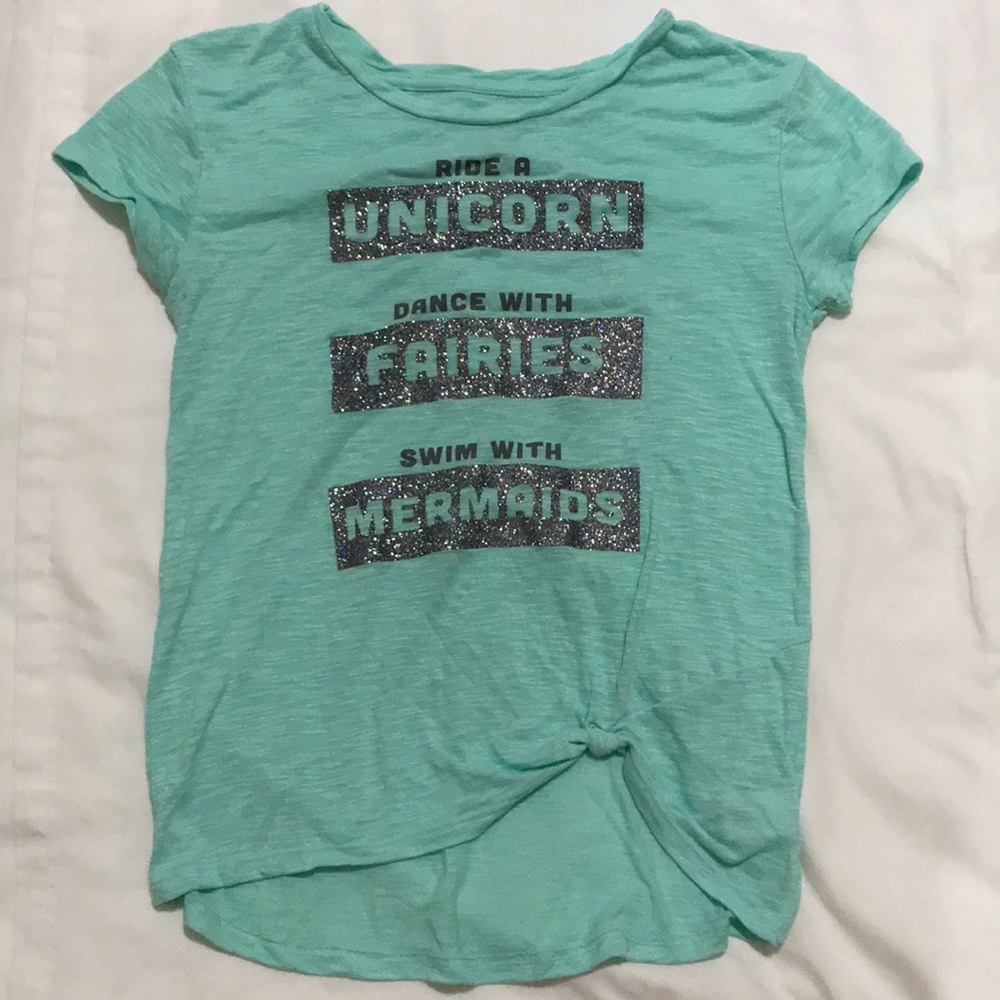 RIDE A
UNICORN
DANCE WITH
FAIRIES
SWIM WITH
MERMAIDS